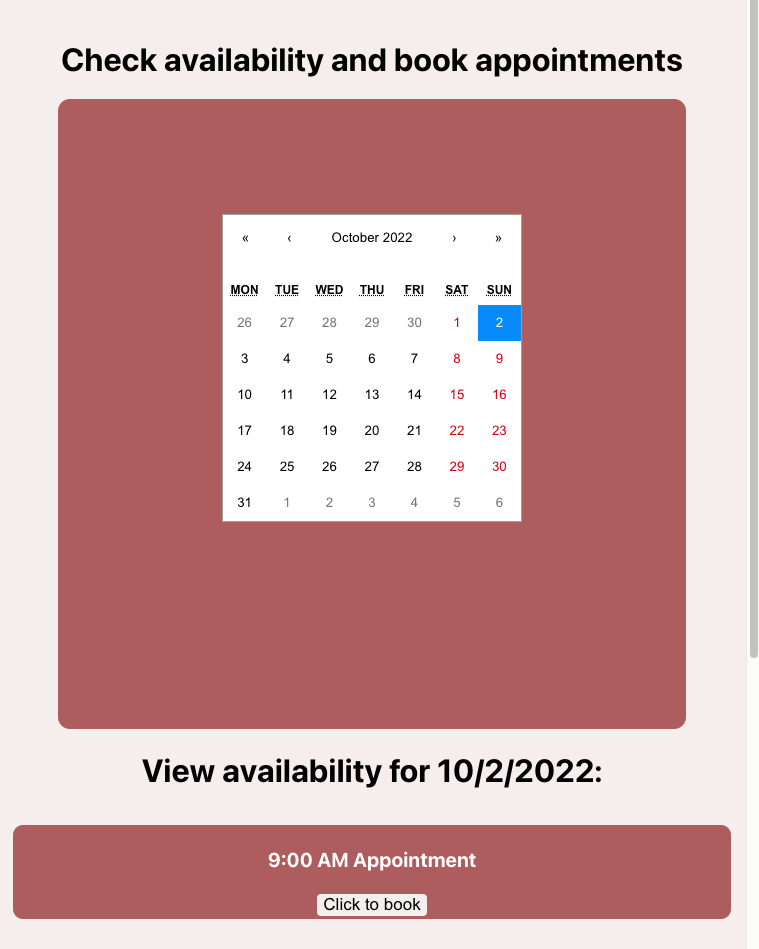 Check availability and book appointments
« ‹ October 2022 › »
MON TUE WED THU FRI SAT SUN
26 27 28 29 30 1 2
3 4 5 6 7 8 9
10 11 12 13 14 15 16
17 18 19 20 21 22 23
24 25 26 27 28 29 30
31 1 2 3 4 5 6
View availability for 10/2/2022:
9:00 AM Appointment
Click to book